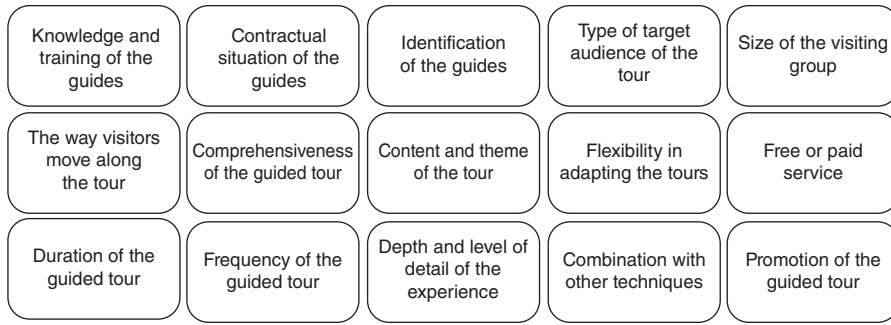 Knowledge and
training of the
guides
Contractual
situation of the
guides
Identification
of the guides
Type of target
audience of the
tour
Size of the visiting
group
The way visitors
move along
the tour
Comprehensiveness
of the guided tour
Content and theme
of the tour
Flexibility in
adapting the tours
Free or paid
service
Duration of the
guided tour
Frequency of the
guided tour
Depth and level of
detail of the
experience
Combination with
other techniques
Promotion of the
guided tour